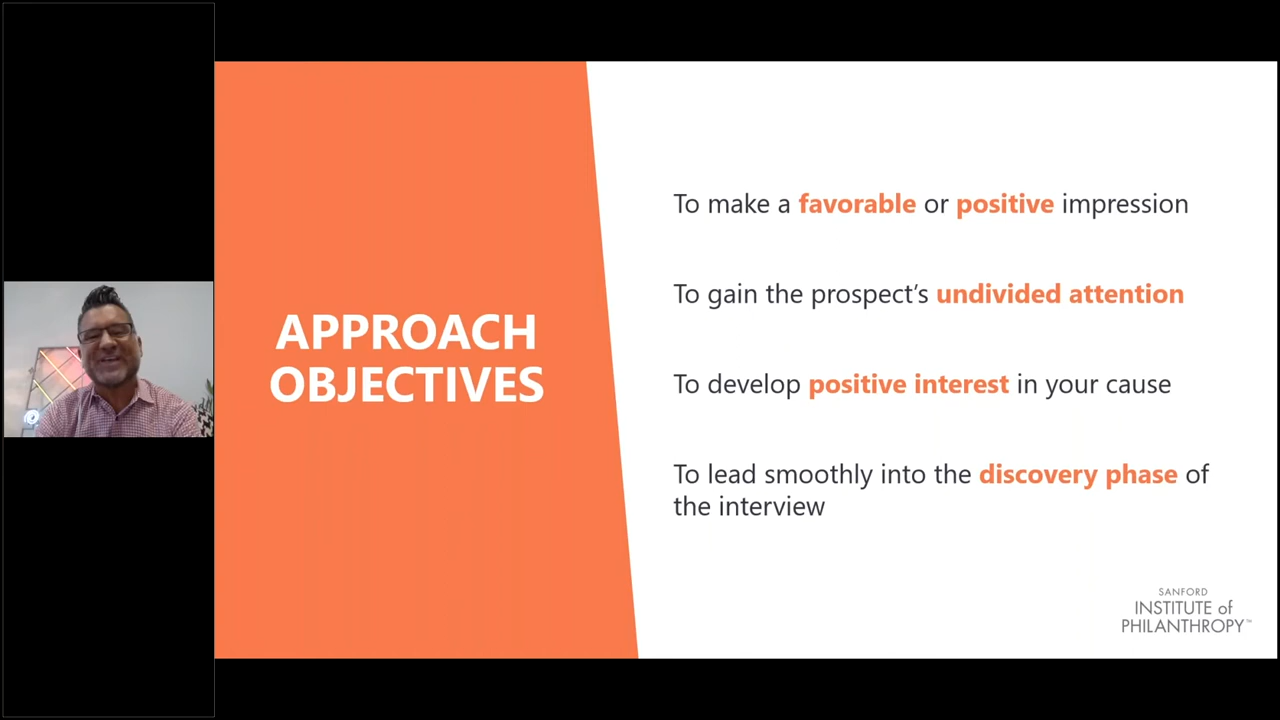 APPROACH
OBJECTIVES
To make a favorable or positive impression
To gain the prospect's undivided attention
To develop positive interest in your cause
To lead smoothly into the discovery phase of
the interview
SANFORD
INSTITUTE of
PHILANTHROPY™